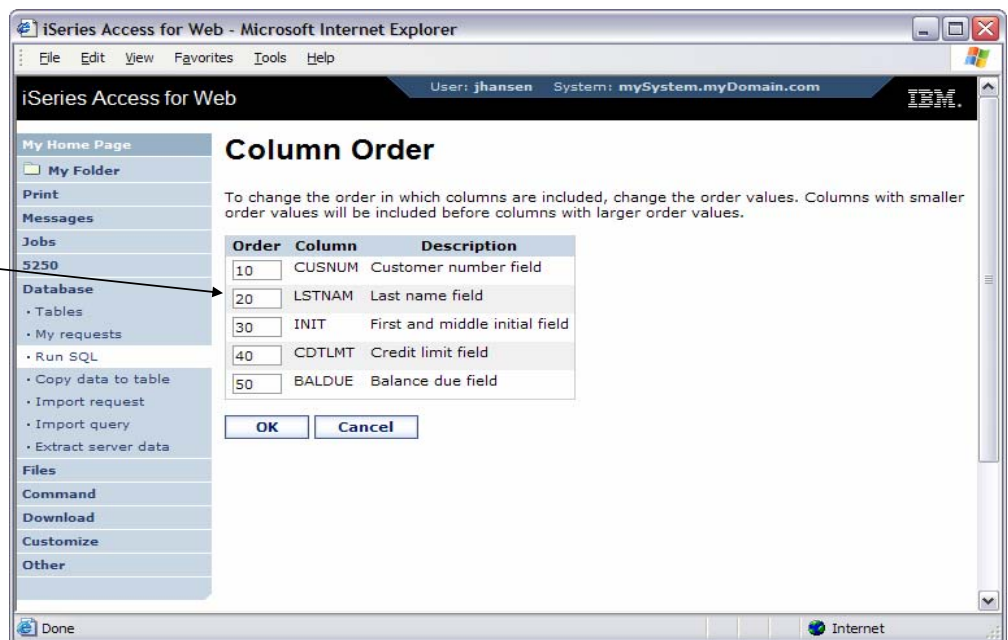 iSeries Access for Web - Microsoft Internet Explorer
File Edit View Favorites Tools Help
iSeries Access for Web
User: jhansen System: mySystem.myDomain.com
IBM.
My Home Page
My Folder
Print
Messages
Jobs
5250
Database
• Tables
• My requests
• Run SQL
• Copy data to table
• Import request
• Import query
• Extract server data
Files
Command
Download
Customize
Other
Column Order
To change the order in which columns are included, change the order values. Columns with smaller
order values will be included before columns with larger order values.
Order Column Description
10 CUSNUM Customer number field
20 LSTNAM Last name field
30 INIT First and middle initial field
40 CDTLMT Credit limit field
50 BALDUE Balance due field
OK Cancel
Done Internet